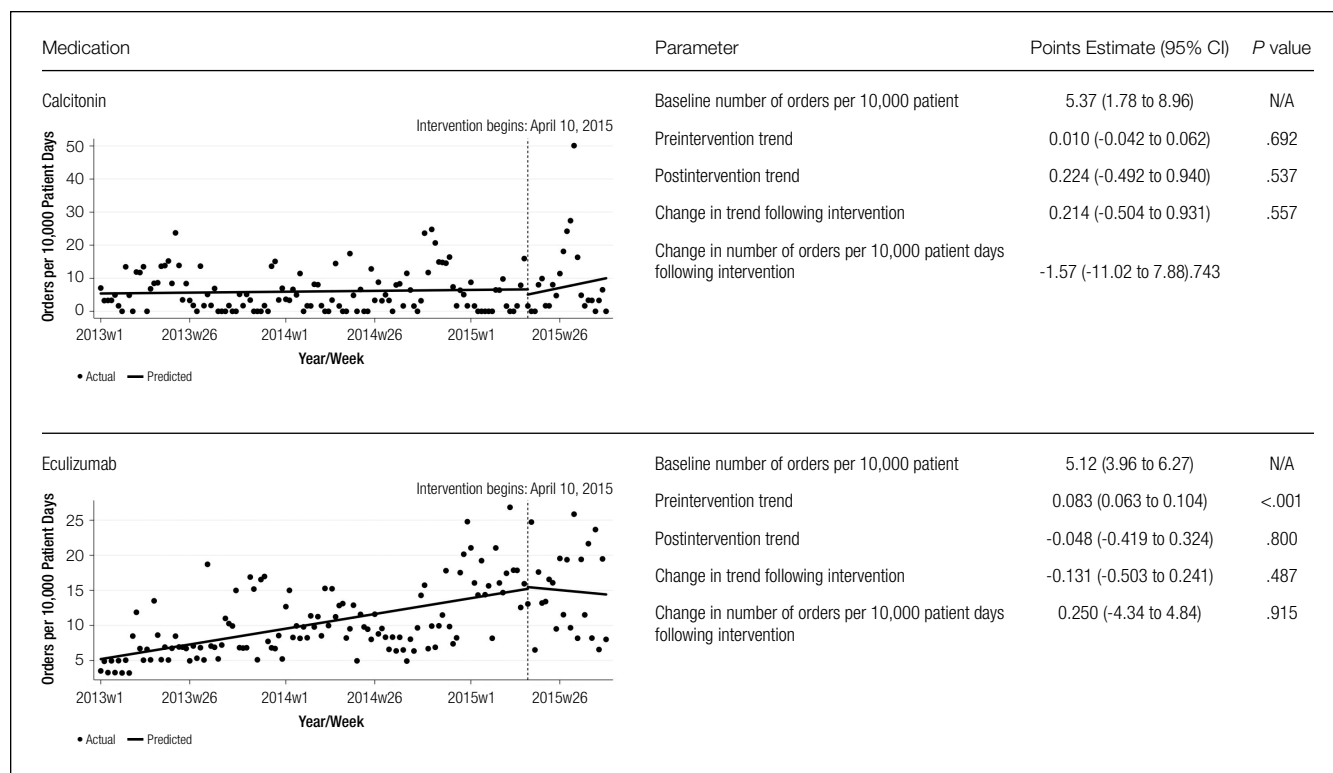 Medication Parameter Points Estimate (95% CI) P value
Calcitonin
Intervention begins: April 10, 2015
Orders per 10,000 Patient Days
50
40
30
20
10
0
2013w1 2013w26 2014w1 2014w26 2015w1 2015w26
Year/Week
Actual Predicted
Baseline number of orders per 10,000 patient 5.37 (1.78 to 8.96) N/A
Preintervention trend 0.010 (-0.042 to 0.062) .692
Postintervention trend 0.224 (-0.492 to 0.940) .537
Change in trend following intervention 0.214 (-0.504 to 0.931) .557
Change in number of orders per 10,000 patient days
following intervention -1.57 (-11.02 to 7.88).743
Eculizumab
Intervention begins: April 10, 2015
Orders per 10,000 Patient Days
25
20
15
10
5
2013w1 2013w26 2014w1 2014w26 2015w1 2015w26
Year/Week
Actual Predicted
Baseline number of orders per 10,000 patient 5.12 (3.96 to 6.27) N/A
Preintervention trend 0.083 (0.063 to 0.104) <.001
Postintervention trend -0.048 (-0.419 to 0.324) .800
Change in trend following intervention -0.131 (-0.503 to 0.241) .487
Change in number of orders per 10,000 patient days 0.250 (-4.34 to 4.84) .915
following intervention